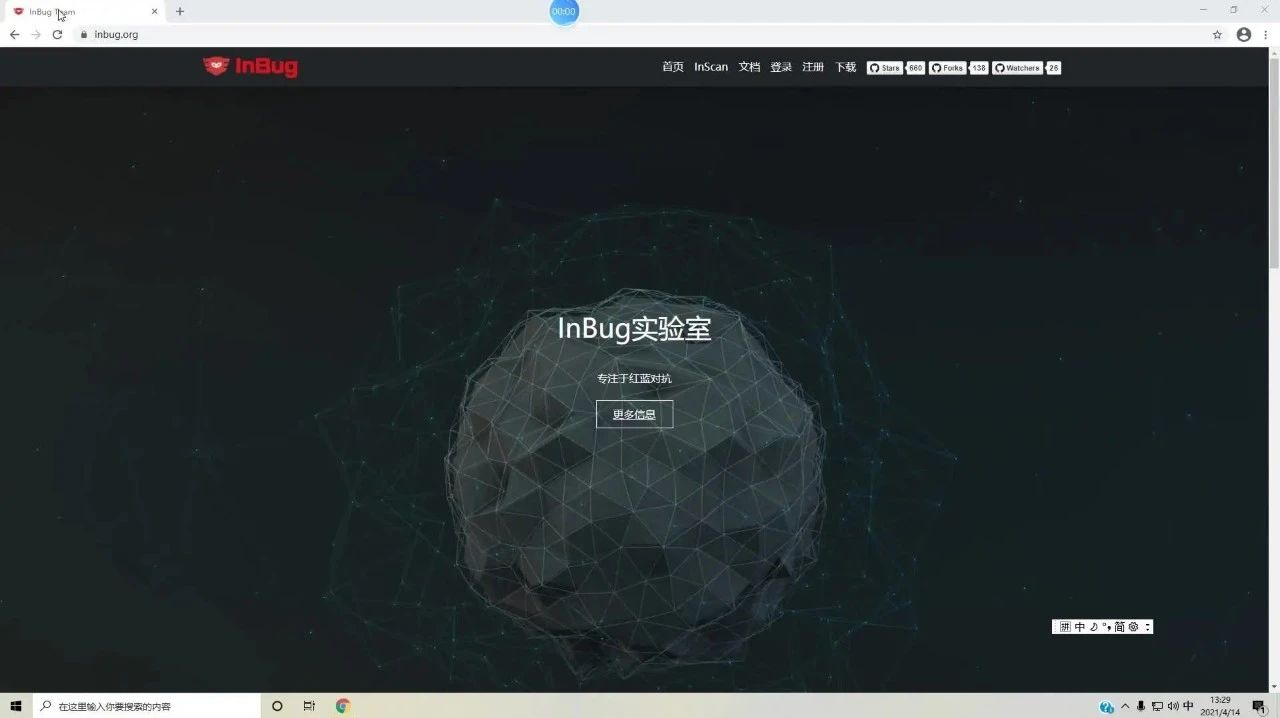 InBug Team
00:00
inbug.org
InBug
首页 InScan 文档 登录 注册 下载 Stars 660 Forks 138 Watchers 26
InBug实验室
专注于红蓝对抗
更多信息
拼 中 简
在这里输入你要搜索的内容
中
13:29
2021/4/14